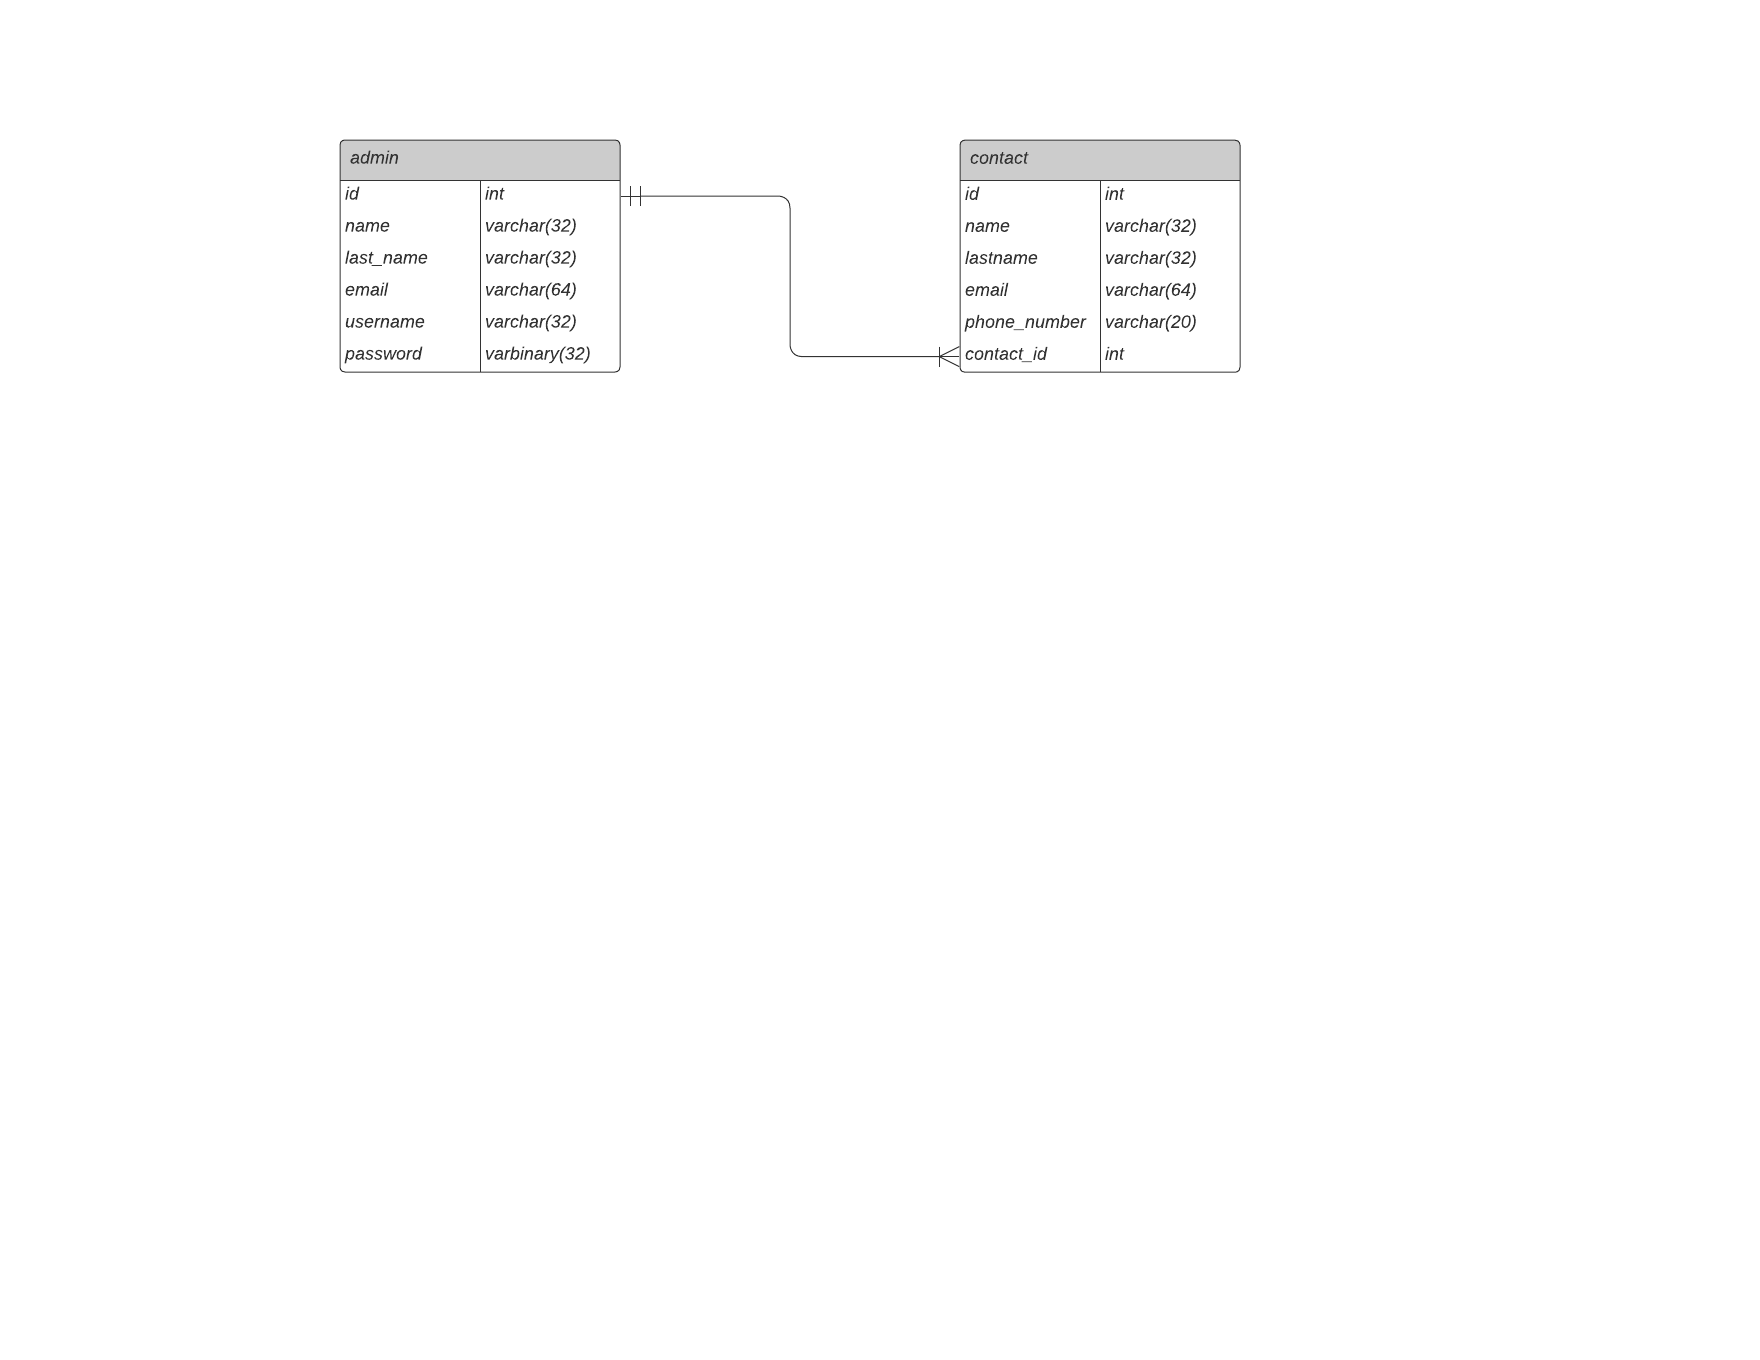 admin
id int
name varchar(32)
last_name varchar(32)
email varchar(64)
username varchar(32)
password varbinary(32)
contact
id int
name varchar(32)
lastname varchar(32)
email varchar(64)
phone_number varchar(20)
contact_id int